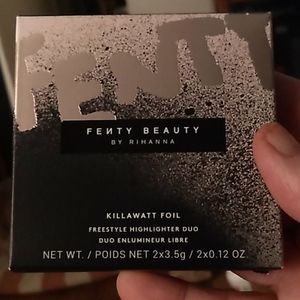 FENTY
FENTY BEAUTY
BY RIHANNA
KILLAWATT FOIL
FREESTYLE HIGHLIGHTER DUO
DUO ENLUMINEUR LIBRE
NET WT. / POIDS NET 2x3.5g / 2x0.12 OZ.